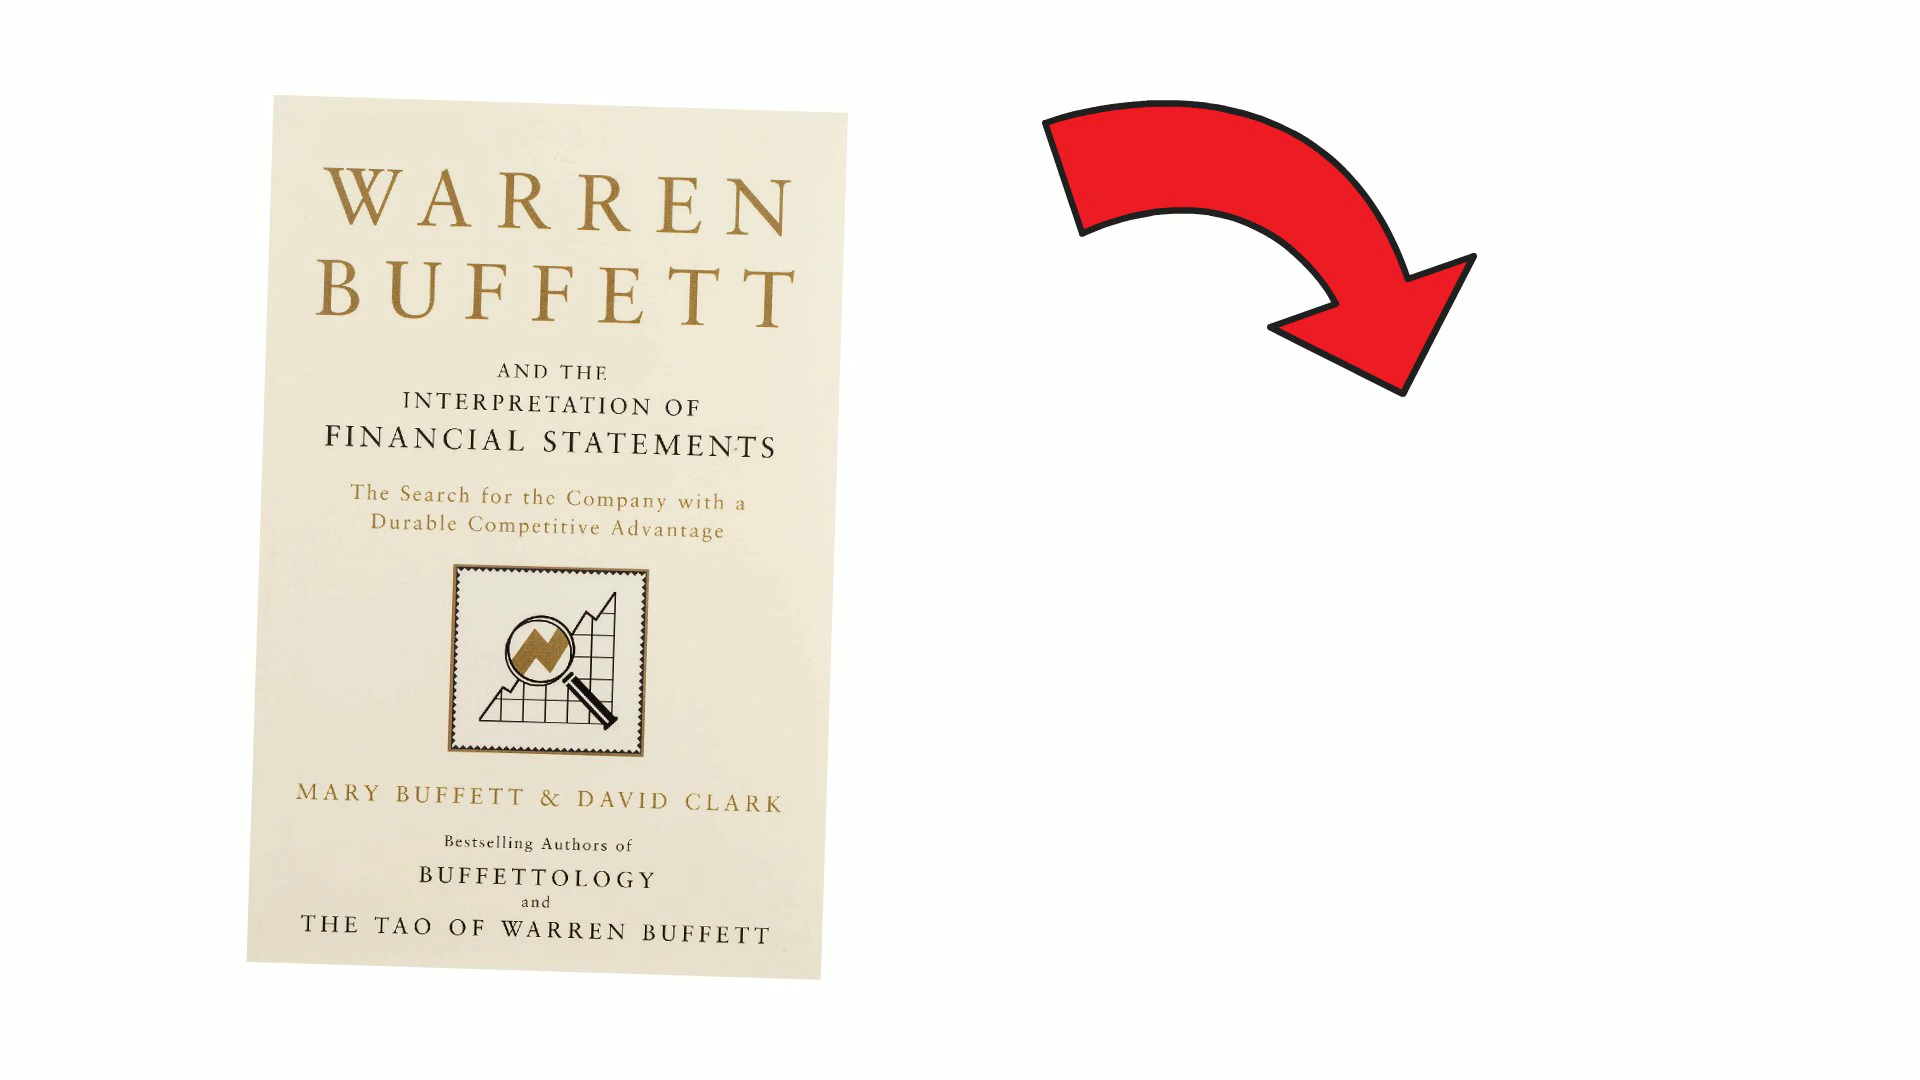 WARREN
BUFFETT
AND THE
INTERPRETATION OF
FINANCIAL STATEMENTS
The Search for the Company with a
Durable Competitive Advantage
MARY BUFFETT & DAVID CLARK
Bestselling Authors of
BUFFETTOLOGY
and
THE TAO OF WARREN BUFFETT